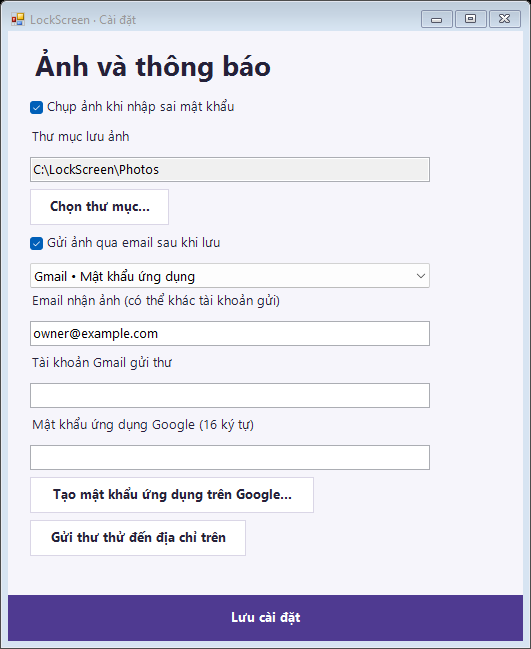 LockScreen · Cài đặt
Ảnh và thông báo
Chụp ảnh khi nhập sai mật khẩu
Thư mục lưu ảnh
C:\LockScreen\Photos
Chọn thư mục...
Gửi ảnh qua email sau khi lưu
Gmail • Mật khẩu ứng dụng
Email nhận ảnh (có thể khác tài khoản gửi)
owner@example.com
Tài khoản Gmail gửi thư
Mật khẩu ứng dụng Google (16 ký tự)
Tạo mật khẩu ứng dụng trên Google...
Gửi thư thử đến địa chỉ trên
Lưu cài đặt